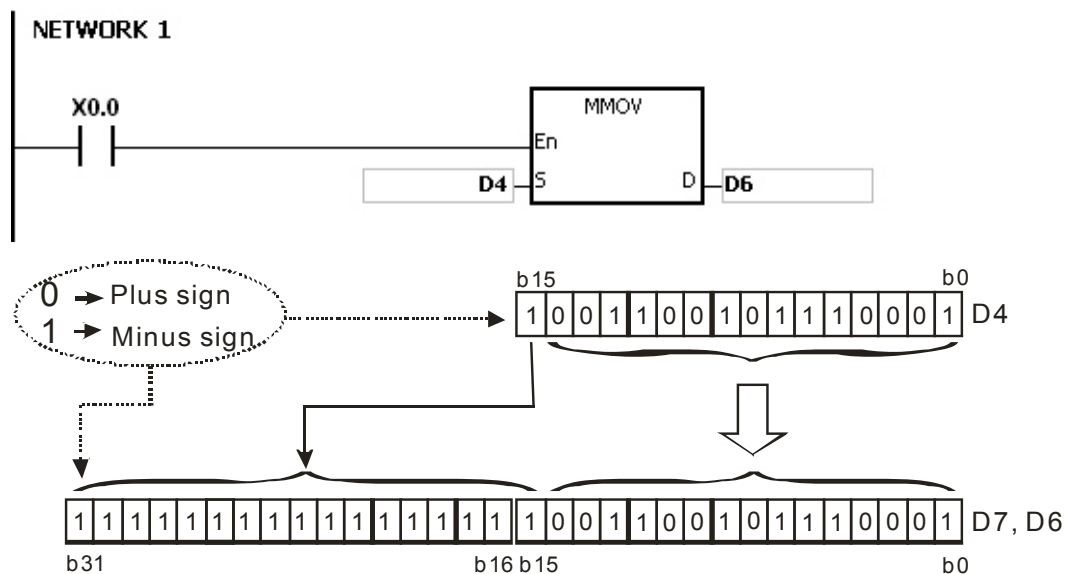 NETWORK 1
X0.0
MMOV
En
D4 S D D6
0 → Plus sign
1 → Minus sign
b15 b0
1 0 0 1 1 0 0 1 0 1 1 1 0 0 0 1 D4
1 1 1 1 1 1 1 1 1 1 1 1 1 1 1 1 1 0 0 1 1 0 0 1 0 1 1 1 0 0 0 1 D7, D6
b31 b16 b15 b0